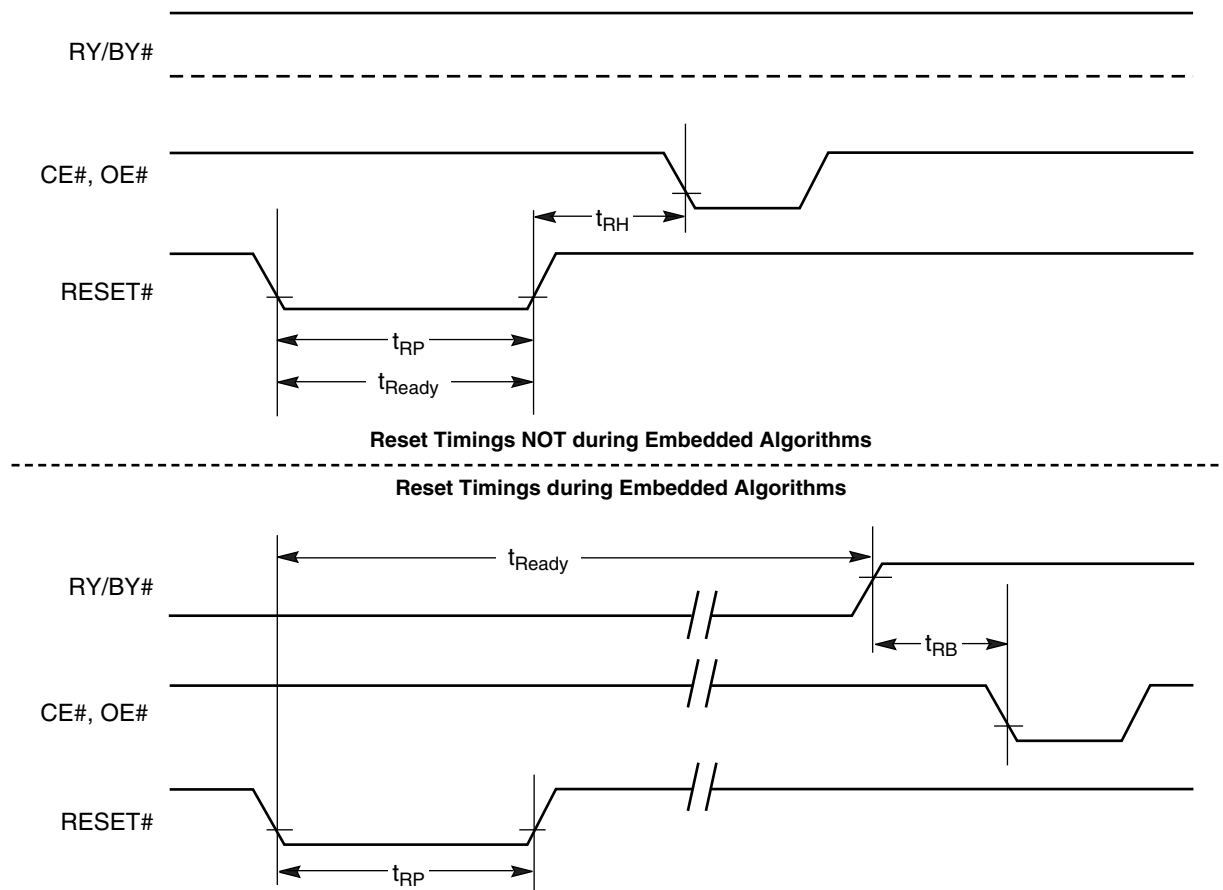 RY/BY#
CE#, OE#
tRH
RESET#
tRP
tReady
Reset Timings NOT during Embedded Algorithms
Reset Timings during Embedded Algorithms
tReady
RY/BY#
tRB
CE#, OE#
RESET#
tRP